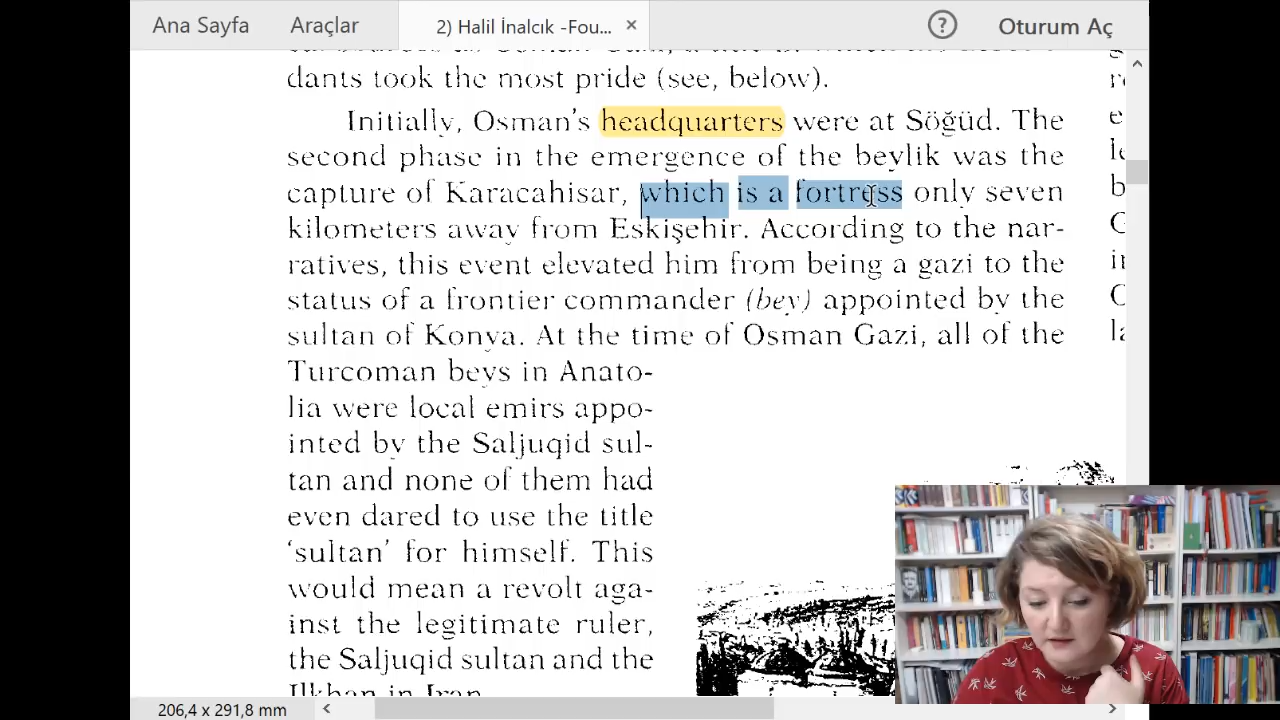 Ana Sayfa Araçlar 2) Halil İnalcık -Fou... × ? Oturum Aç
dants took the most pride (see, below).
Initially, Osman's headquarters were at Söğüd. The
second phase in the emergence of the beylik was the
capture of Karacahisar, which is a fortress only seven
kilometers away from Eskişehir. According to the nar-
ratives, this event elevated him from being a gazi to the
status of a frontier commander (bey) appointed by the
sultan of Konya. At the time of Osman Gazi, all of the
Turcoman beys in Anato-
lia were local emirs appo-
inted by the Saljuqid sul-
tan and none of them had
even dared to use the title
'sultan' for himself. This
would mean a revolt aga-
inst the legitimate ruler,
the Saljuqid sultan and the
Ilkhan in Iran.
206,4 x 291,8 mm